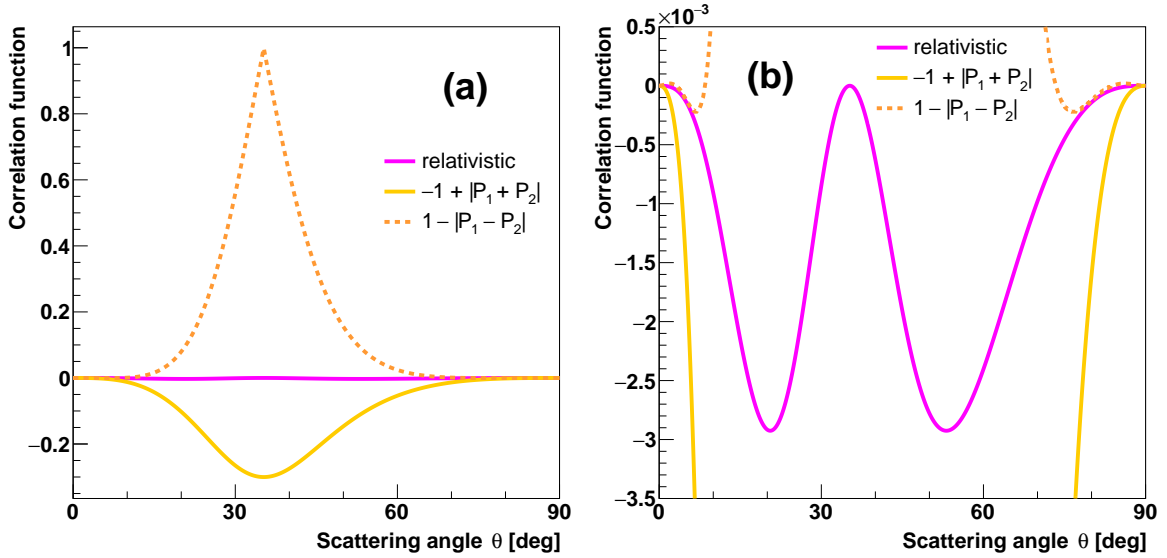 (a)
Correlation function
1
0.8
0.6
0.4
0.2
0
−0.2
relativistic
−1 + |P₁ + P₂|
1 − |P₁ − P₂|
0 30 60 90
Scattering angle θ [deg]
(b)
×10⁻³
Correlation function
0.5
0
−0.5
−1
−1.5
−2
−2.5
−3
−3.5
relativistic
−1 + |P₁ + P₂|
1 − |P₁ − P₂|
0 30 60 90
Scattering angle θ [deg]